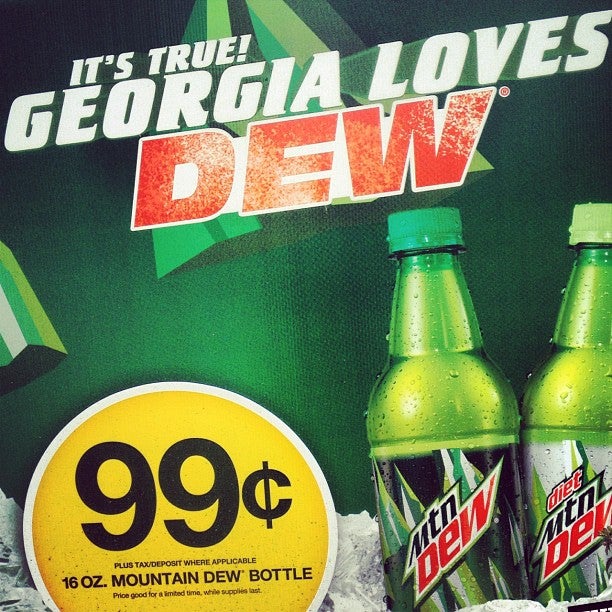 IT'S TRUE!
GEORGIA LOVES
DEW®
99¢
PLUS TAX/DEPOSIT WHERE APPLICABLE
16 OZ. MOUNTAIN DEW® BOTTLE
Price good for a limited time, while supplies last.
Mtn
DEW
diet
Mtn
DEW